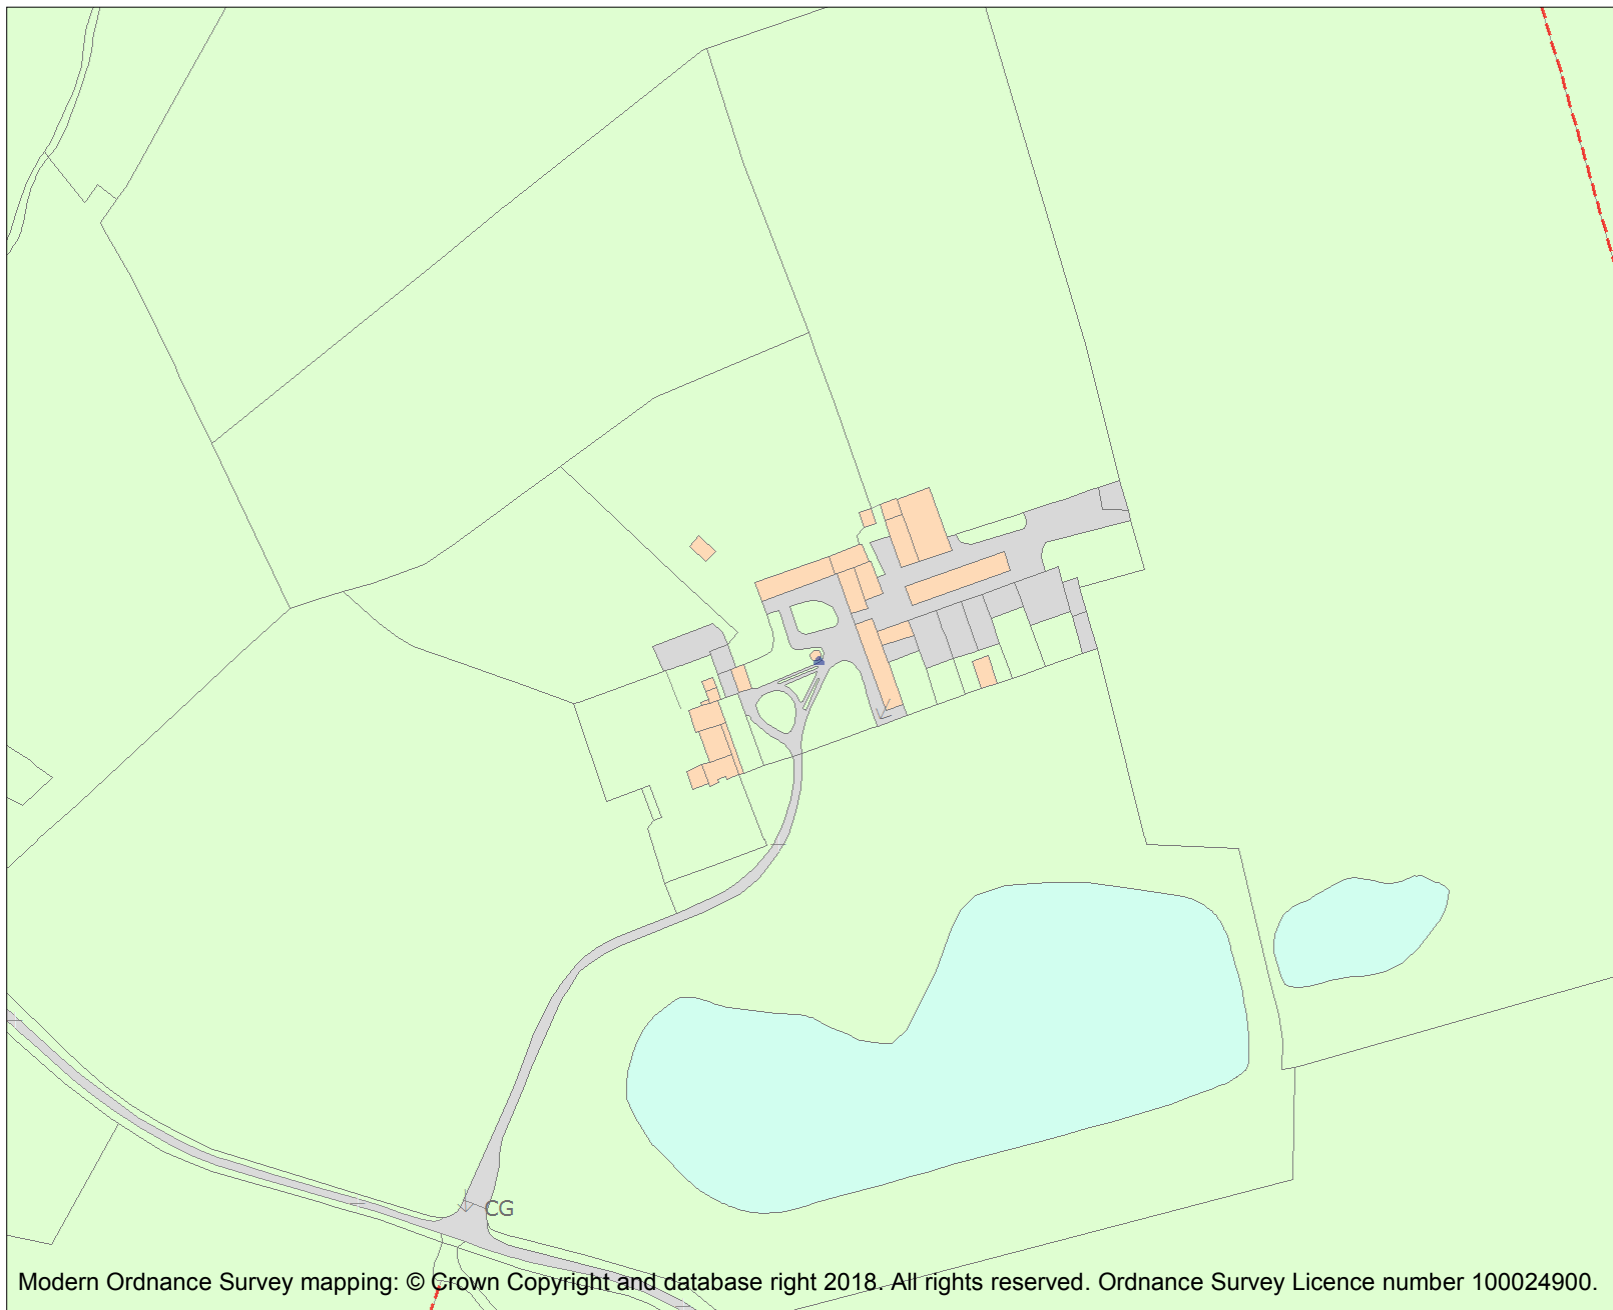 CG
Modern Ordnance Survey mapping: © Crown Copyright and database right 2018. All rights reserved. Ordnance Survey Licence number 100024900.